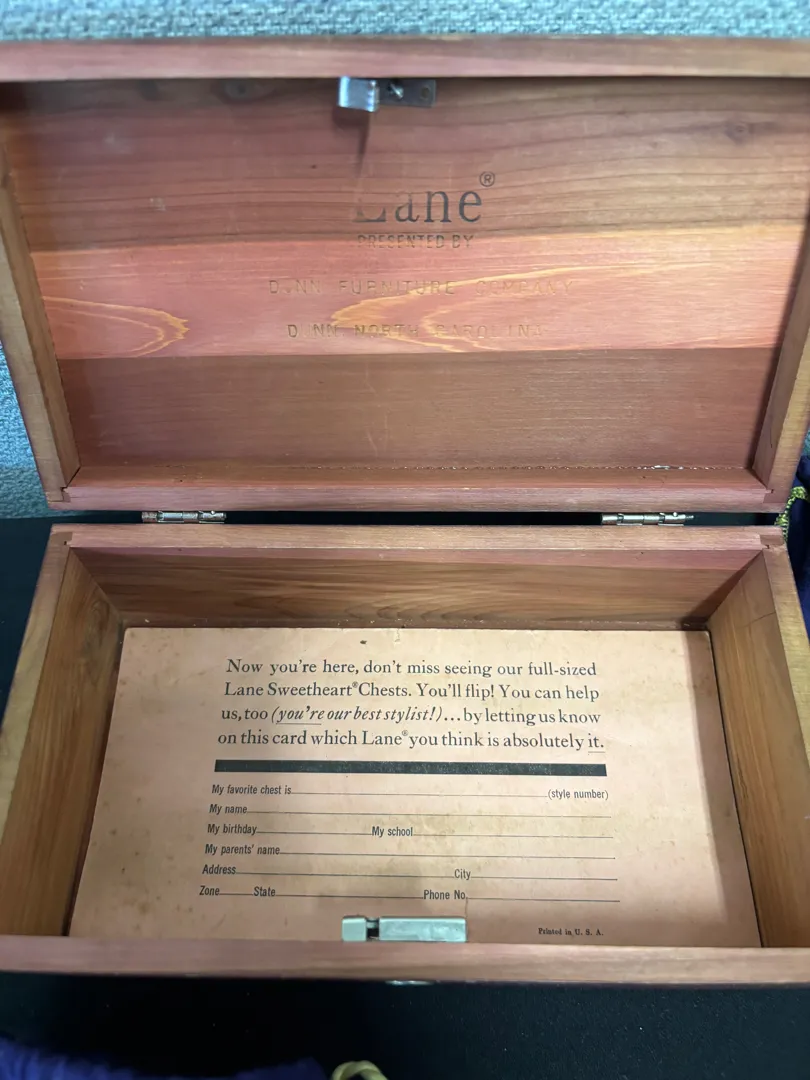 Lane®
PRESENTED BY
DUNN FURNITURE COMPANY
DUNN, NORTH CAROLINA
Now you're here, don't miss seeing our full-sized
Lane Sweetheart® Chests. You'll flip! You can help
us, too (you're our best stylist!)...by letting us know
on this card which Lane® you think is absolutely it.
My favorite chest is (style number)
My name
My birthday My school
My parents' name
Address City
Zone State Phone No.
Printed in U. S. A.